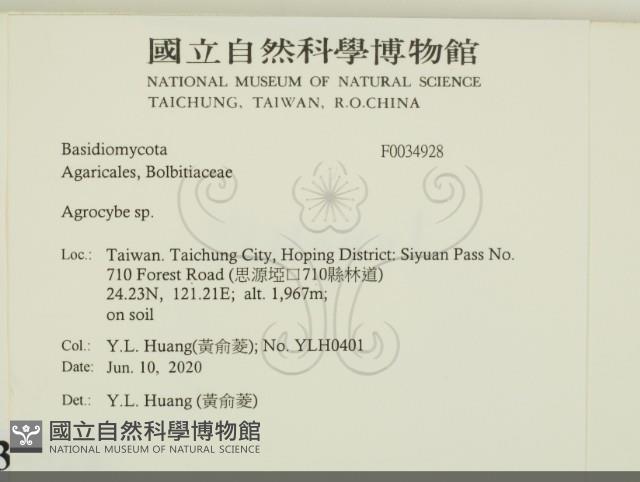 國立自然科學博物館
NATIONAL MUSEUM OF NATURAL SCIENCE
TAICHUNG, TAIWAN, R.O.CHINA
Basidiomycota F0034928
Agaricales, Bolbitiaceae
Agrocybe sp.
Loc.: Taiwan. Taichung City, Hoping District: Siyuan Pass No.
710 Forest Road (思源埡口710縣林道)
24.23N, 121.21E; alt. 1,967m;
on soil
Col.: Y.L. Huang(黃俞菱); No. YLH0401
Date: Jun. 10, 2020
Det.: Y.L. Huang (黃俞菱)
國立自然科學博物館
NATIONAL MUSEUM OF NATURAL SCIENCE